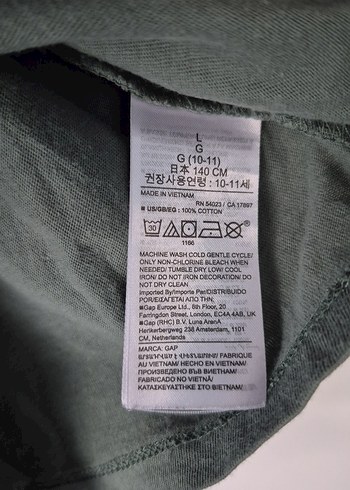 L
G
G (10-11)
日本 140 CM
권장사용연령 : 10-11세
MADE IN VIETNAM
RN 54023 / CA 17897
■ US/GB/EG : 100% COTTON
30
1166
MACHINE WASH COLD GENTLE CYCLE/
ONLY NON-CHLORINE BLEACH WHEN
NEEDED/ TUMBLE DRY LOW/ COOL
IRON/ DO NOT IRON DECORATION/ DO
NOT DRY CLEAN
Imported By/Importe Par/DISTRIBUIDO
POR/ΕΙΣΑΓΕΤΑΙ ΑΠΟ ΤΗΝ:
■Gap Europe Ltd., 6th Floor, 20
Farringdon Street, London, EC4A 4AB, UK
■Gap (RHC) B.V. Luna ArenA
Herikerbergweg 238 Amsterdam, 1101
CM, Netherlands
MARCA: GAP
FABRIQUE
AU VIETNAM/ HECHO EN VIETNAM/
ПРОИЗВЕДЕНО ВЪВ ВИЕТНАМ/
FABRICADO NO VIETNÃ/
ΚΑΤΑΣΚΕΥΑΣΤΗΚΕ ΣΤΟ ΒΙΕΤΝΑΜ/